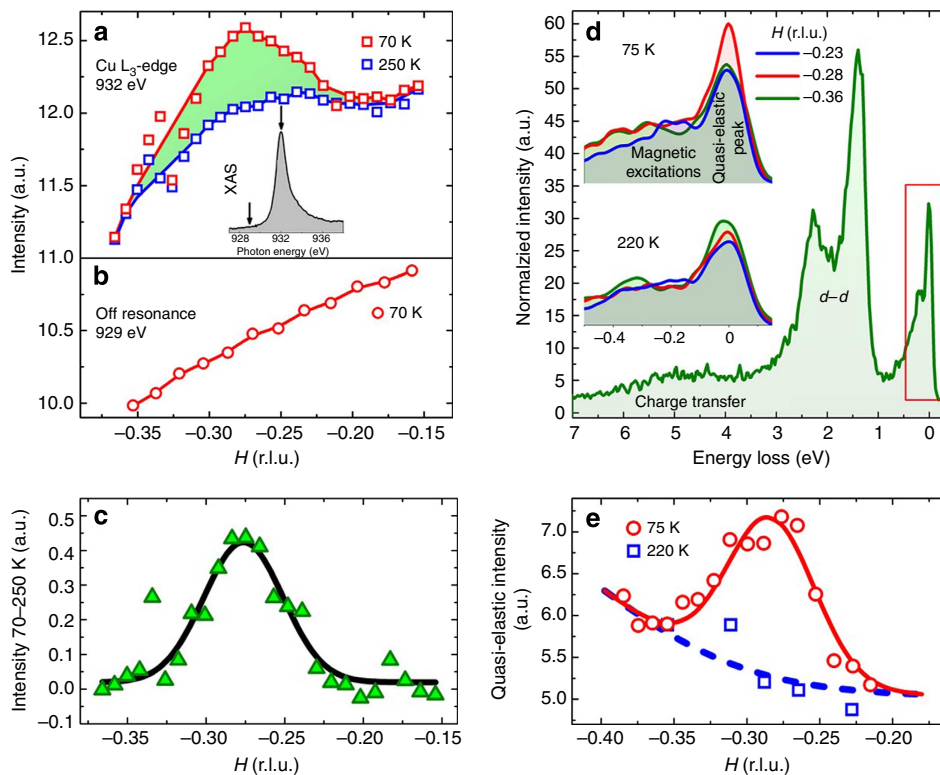 a
Cu L3-edge
932 eV
70 K
250 K
12.5
12.0
11.5
11.0
Intensity (a.u.)
XAS
928 932 936
Photon energy (eV)
b
Off resonance
929 eV
70 K
10.5
10.0
–0.35 –0.30 –0.25 –0.20 –0.15
H (r.l.u.)
d
75 K
H (r.l.u.)
–0.23
–0.28
–0.36
Magnetic
excitations
Quasi-elastic
peak
220 K
–0.4 –0.2 0
d–d
Charge transfer
60
55
50
45
40
35
30
25
20
15
10
5
0
Normalzied intensity (a.u.)
7 6 5 4 3 2 1 0
Energy loss (eV)
c
0.5
0.4
0.3
0.2
0.1
0.0
–0.1
Intensity 70–250 K (a.u.)
–0.35 –0.30 –0.25 –0.20 –0.15
H (r.l.u.)
e
75 K
220 K
7.0
6.5
6.0
5.5
5.0
Quasi-elastic intensity
(a.u.)
–0.40 –0.35 –0.30 –0.25 –0.20
H (r.l.u.)